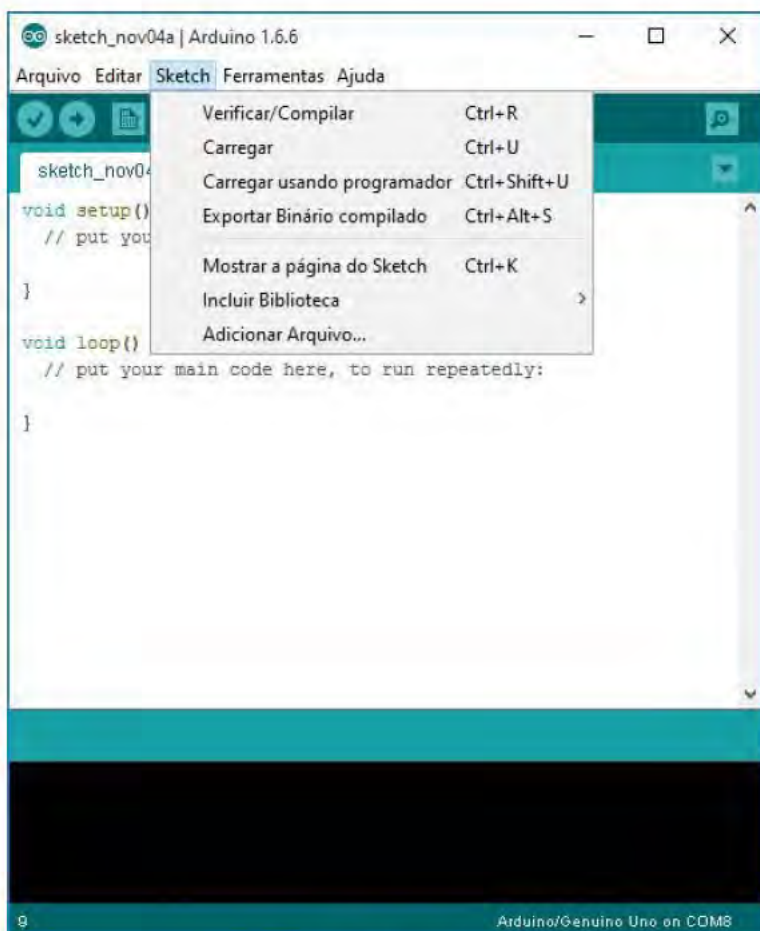 sketch_nov04a | Arduino 1.6.6
Arquivo Editar Sketch Ferramentas Ajuda
Verificar/Compilar Ctrl+R
Carregar Ctrl+U
Carregar usando programador Ctrl+Shift+U
Exportar Binário compilado Ctrl+Alt+S
Mostrar a página do Sketch Ctrl+K
Incluir Biblioteca
Adicionar Arquivo...
sketch_nov04
void setup()
// put you
}
void loop()
// put your main code here, to run repeatedly:
}
9 Arduino/Genuino Uno on COM8